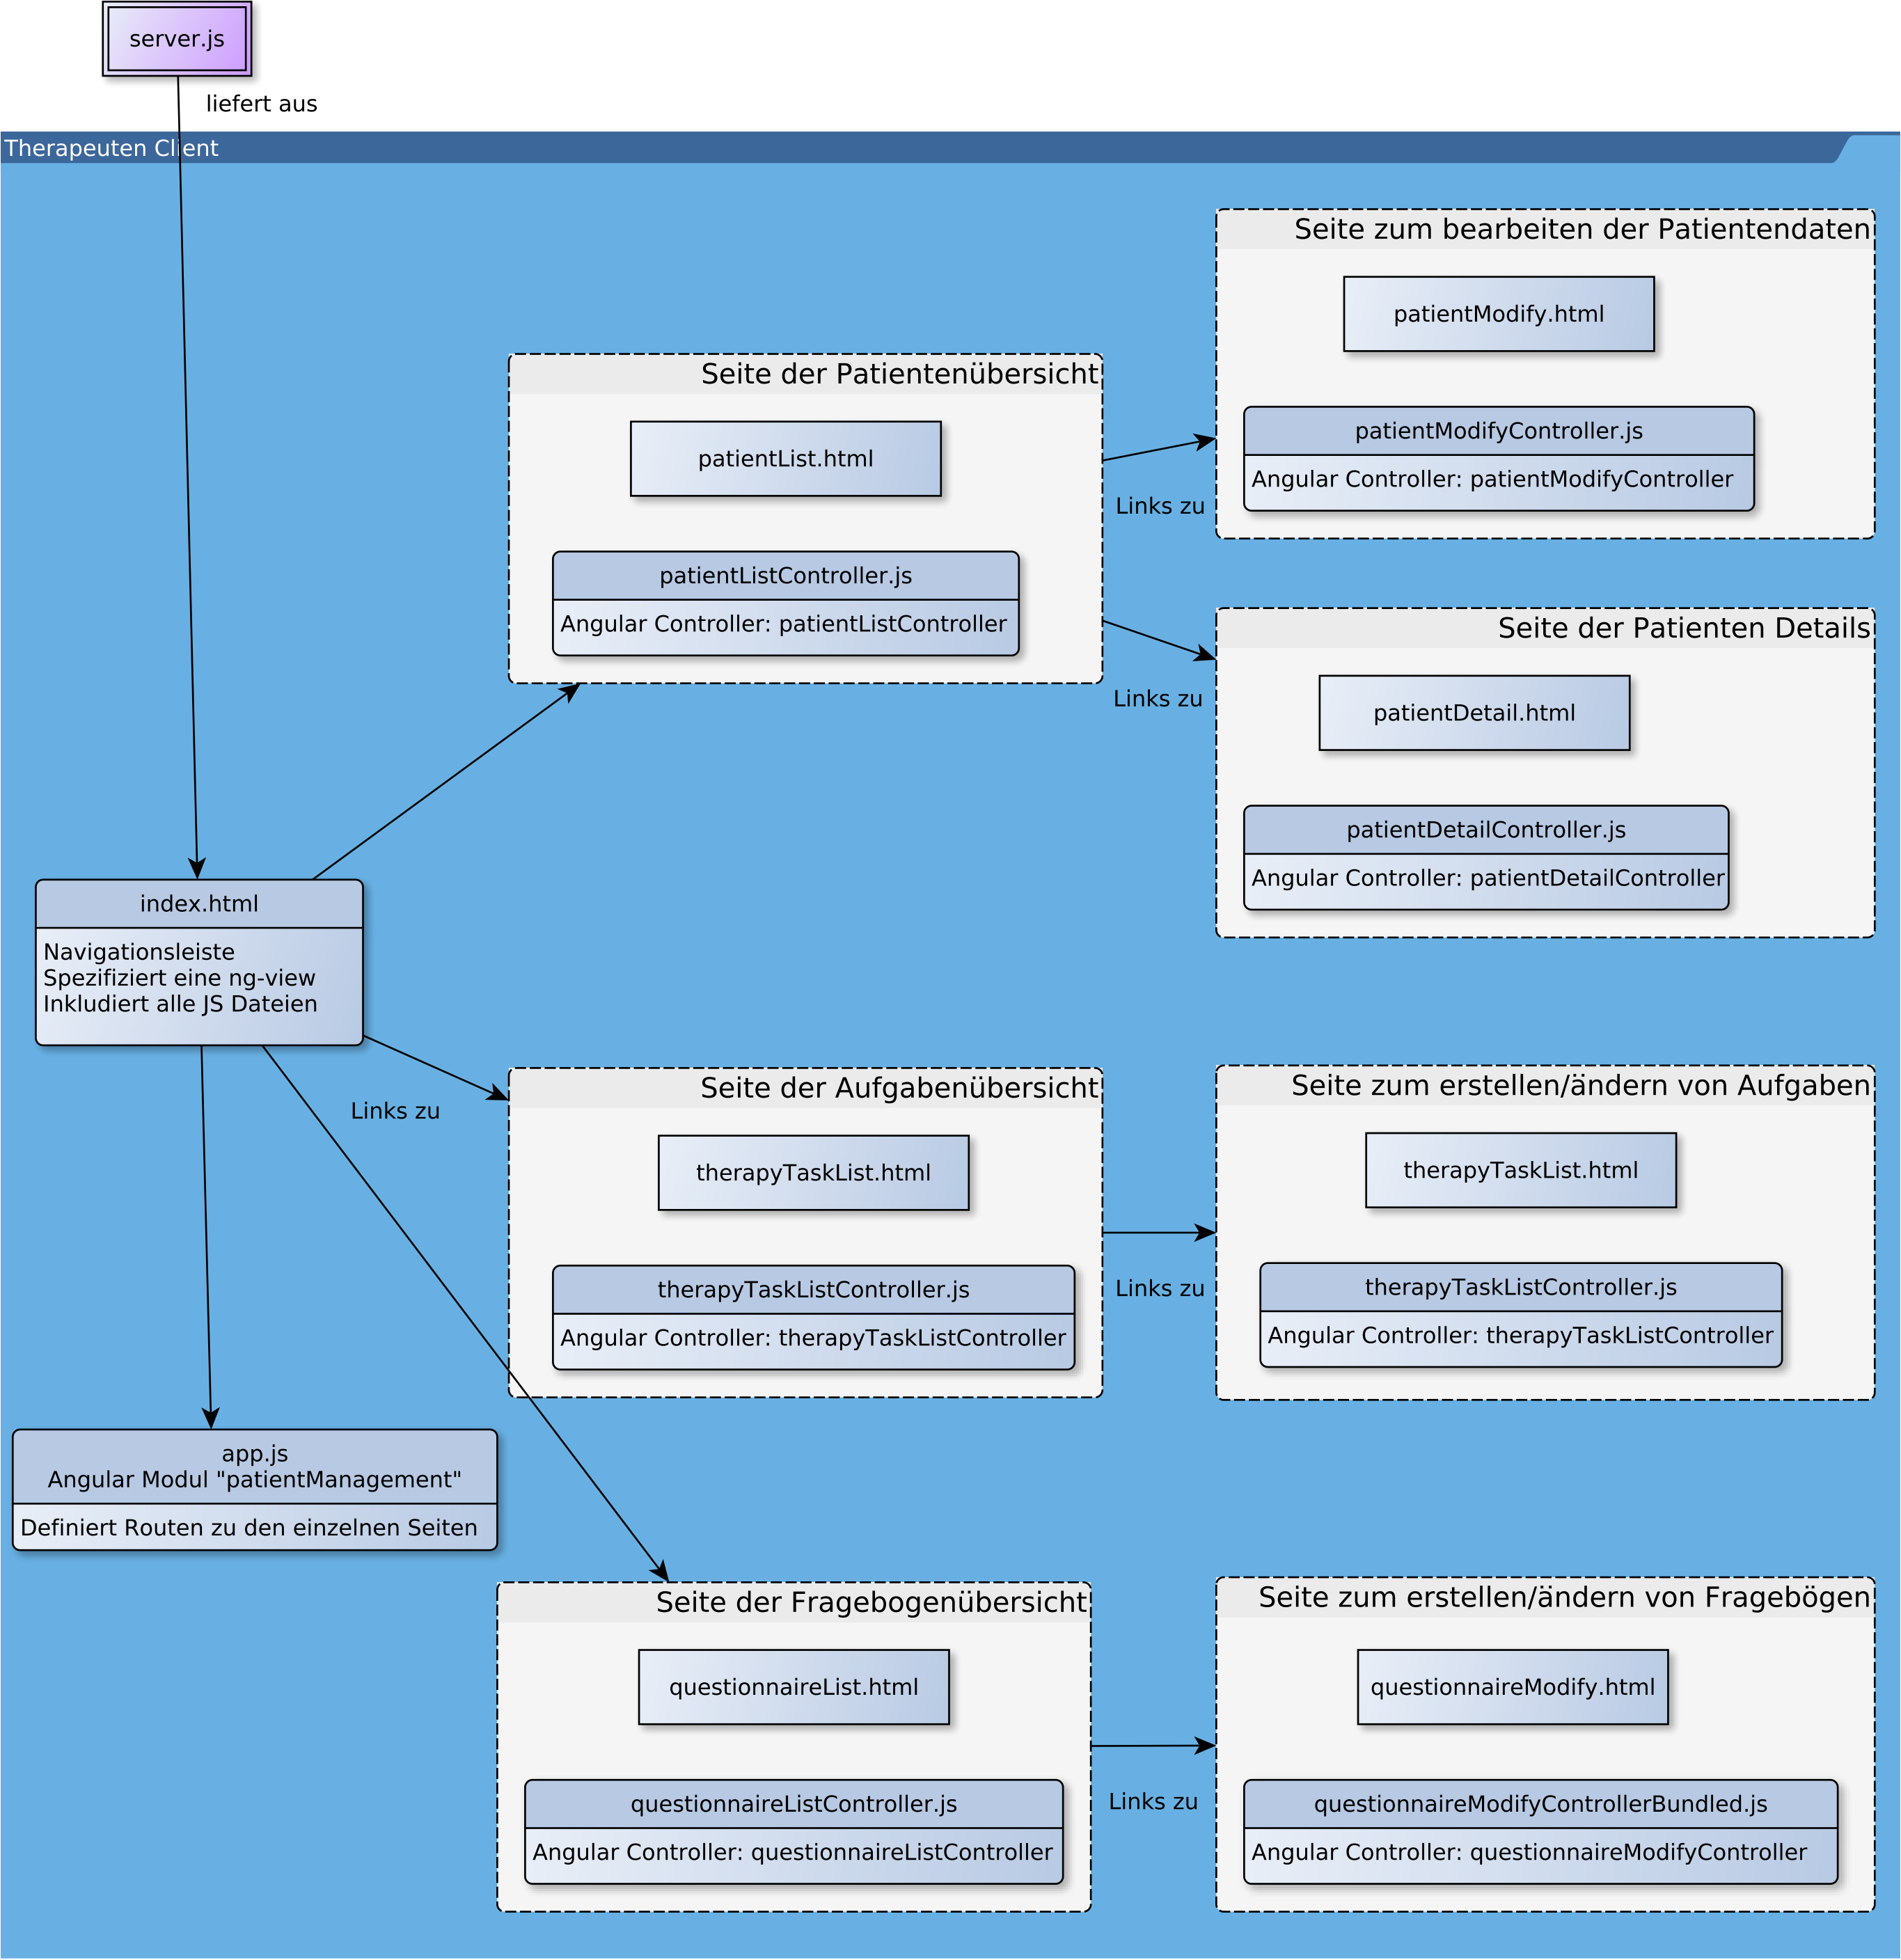 server.js
liefert aus
Therapeuten Client
Seite zum bearbeiten der Patientendaten
patientModify.html
patientModifyController.js
Angular Controller: patientModifyController
Seite der Patientenübersicht
patientList.html
patientListController.js
Angular Controller: patientListController
Links zu
Links zu
Seite der Patienten Details
patientDetail.html
patientDetailController.js
Angular Controller: patientDetailController
index.html
Navigationsleiste
Spezifiziert eine ng-view
Inkludiert alle JS Dateien
Links zu
Seite der Aufgabenübersicht
therapyTaskList.html
therapyTaskListController.js
Angular Controller: therapyTaskListController
Links zu
Seite zum erstellen/ändern von Aufgaben
therapyTaskList.html
therapyTaskListController.js
Angular Controller: therapyTaskListController
app.js
Angular Modul "patientManagement"
Definiert Routen zu den einzelnen Seiten
Seite der Fragebogenübersicht
questionnaireList.html
questionnaireListController.js
Angular Controller: questionnaireListController
Links zu
Seite zum erstellen/ändern von Fragebögen
questionnaireModify.html
questionnaireModifyControllerBundled.js
Angular Controller: questionnaireModifyController